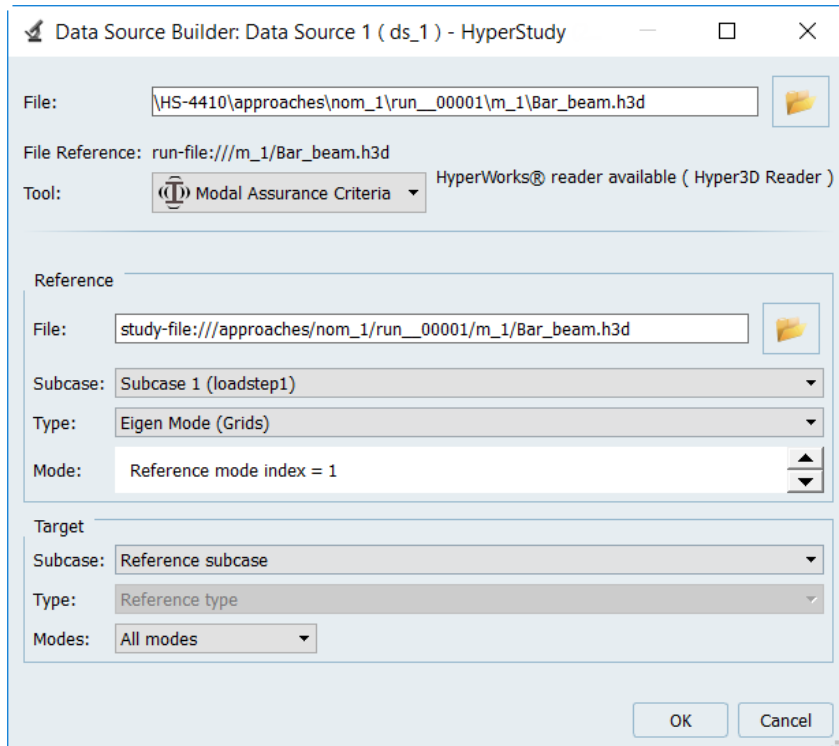 Data Source Builder: Data Source 1 ( ds_1 ) - HyperStudy
File: \HS-4410\approaches\nom_1\run__00001\m_1\Bar_beam.h3d
File Reference: run-file:///m_1/Bar_beam.h3d
Tool: Modal Assurance Criteria HyperWorks® reader available ( Hyper3D Reader )
Reference
File: study-file:///approaches/nom_1/run__00001/m_1/Bar_beam.h3d
Subcase: Subcase 1 (loadstep1)
Type: Eigen Mode (Grids)
Mode: Reference mode index = 1
Target
Subcase: Reference subcase
Type: Reference type
Modes: All modes
OK Cancel